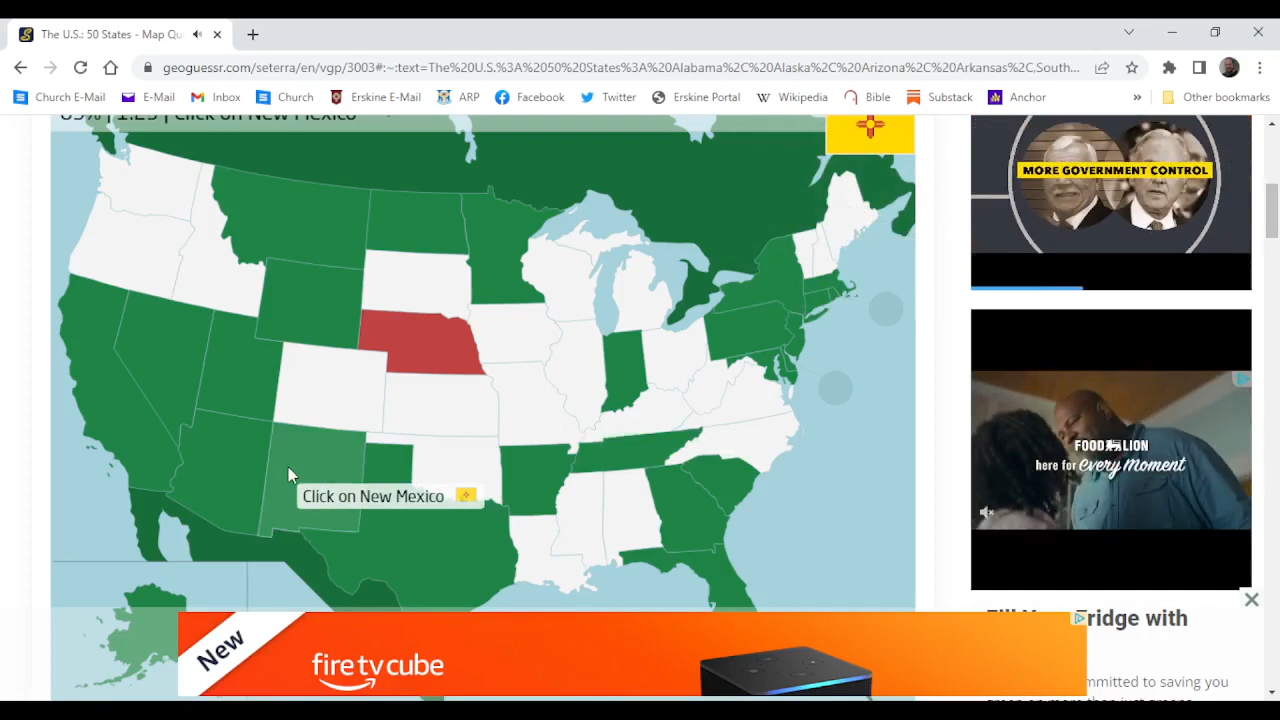 The U.S.: 50 States - Map Qu
geoguessr.com/seterra/en/vgp/3003#:~:text=The%20U.S.%3A%2050%20States%3A%20Alabama%2C%20Alaska%2C%20Arizona%2C%20Arkansas%2C,South...
Church E-Mail
E-Mail
Inbox
Church
Erskine E-Mail
ARP
Facebook
Twitter
Erskine Portal
Wikipedia
Bible
Substack
Anchor
»
Other bookmarks
Click on New Mexico
MORE GOVERNMENT CONTROL
Click on New Mexico
FOOD LION
here for every Moment
Fridge with
mmitted to saving you
New
fire tv cube